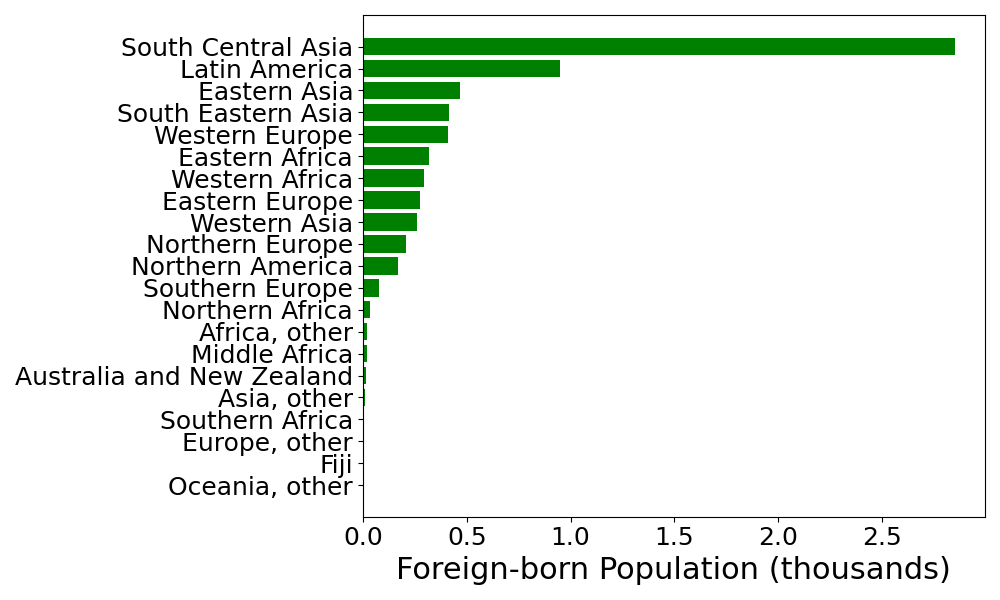 South Central Asia
Latin America
Eastern Asia
South Eastern Asia
Western Europe
Eastern Africa
Western Africa
Eastern Europe
Western Asia
Northern Europe
Northern America
Southern Europe
Northern Africa
Africa, other
Middle Africa
Australia and New Zealand
Asia, other
Southern Africa
Europe, other
Fiji
Oceania, other
0.0 0.5 1.0 1.5 2.0 2.5
Foreign-born Population (thousands)